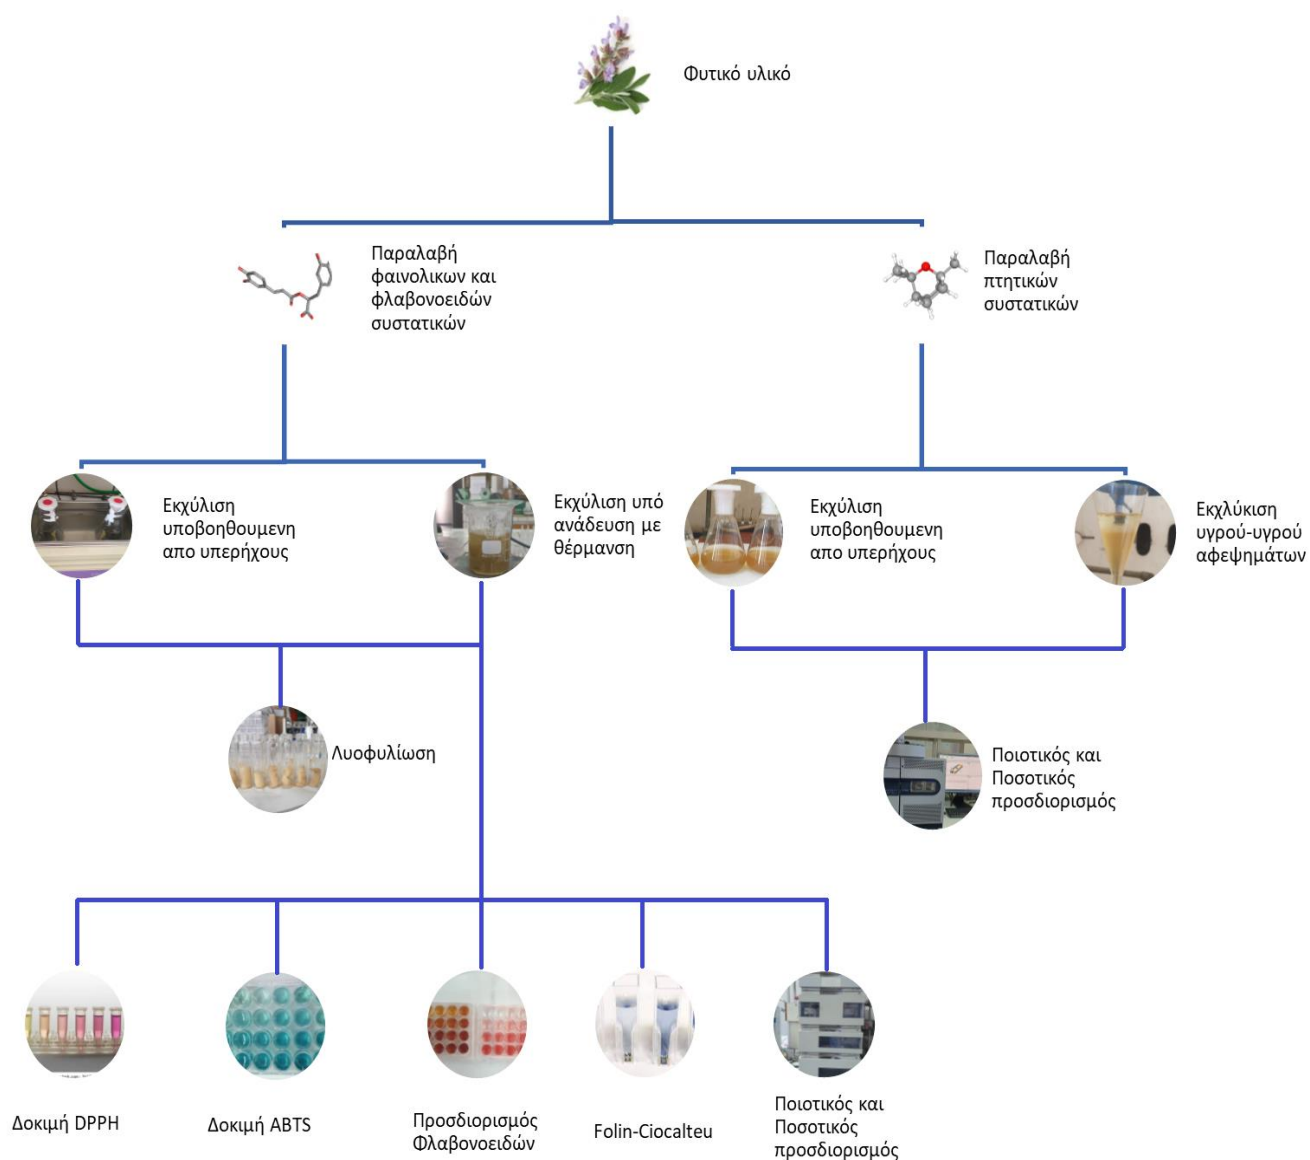 Φυτικό υλικό
Παραλαβή
φαινολικων και
φλαβονοειδών
συστατικών
Παραλαβή
πτητικών
συστατικών
Εκχύλιση
υποβοηθουμενη
απο υπερήχους
Εκχύλιση υπό
ανάδευση με
θέρμανση
Εκχύλιση
υποβοηθουμενη
απο υπερήχους
Εκχλύκιση
υγρού-υγρού
αφεψημάτων
Λυοφυλίωση
Ποιοτικός και
Ποσοτικός
προσδιορισμός
Δοκιμή DPPH
Δοκιμή ABTS
Προσδιορισμός
Φλαβονοειδών
Folin-Ciocalteu
Ποιοτικός και
Ποσοτικός
προσδιορισμός